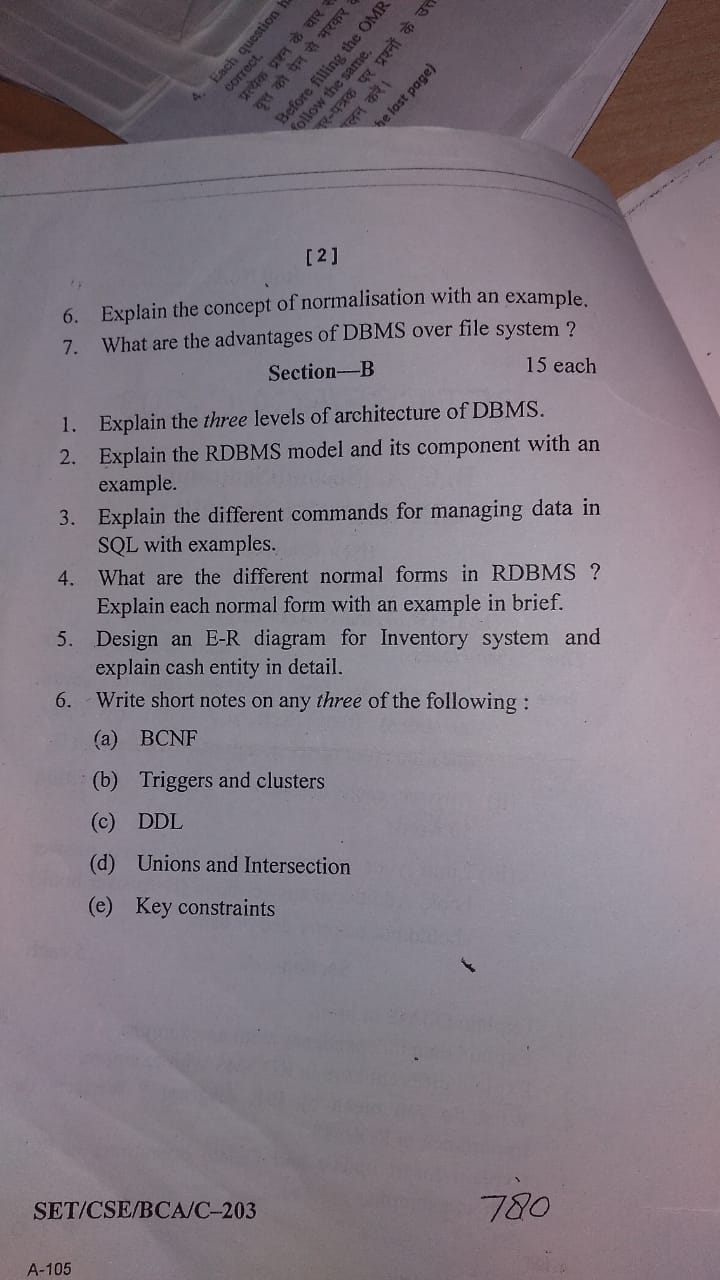 4. Each question
correct.
प्रत्येक प्रश्न के चार
वृत्त को पेन से भरकर
Before filling the OMR
follow the same.
पर प्रश्नों के
करें।
he last page)
[ 2 ]
6. Explain the concept of normalisation with an example.
7. What are the advantages of DBMS over file system ?
Section—B 15 each
1. Explain the three levels of architecture of DBMS.
2. Explain the RDBMS model and its component with an
example.
3. Explain the different commands for managing data in
SQL with examples.
4. What are the different normal forms in RDBMS ?
Explain each normal form with an example in brief.
5. Design an E-R diagram for Inventory system and
explain cash entity in detail.
6. Write short notes on any three of the following :
(a) BCNF
(b) Triggers and clusters
(c) DDL
(d) Unions and Intersection
(e) Key constraints
SET/CSE/BCA/C–203 780
A-105